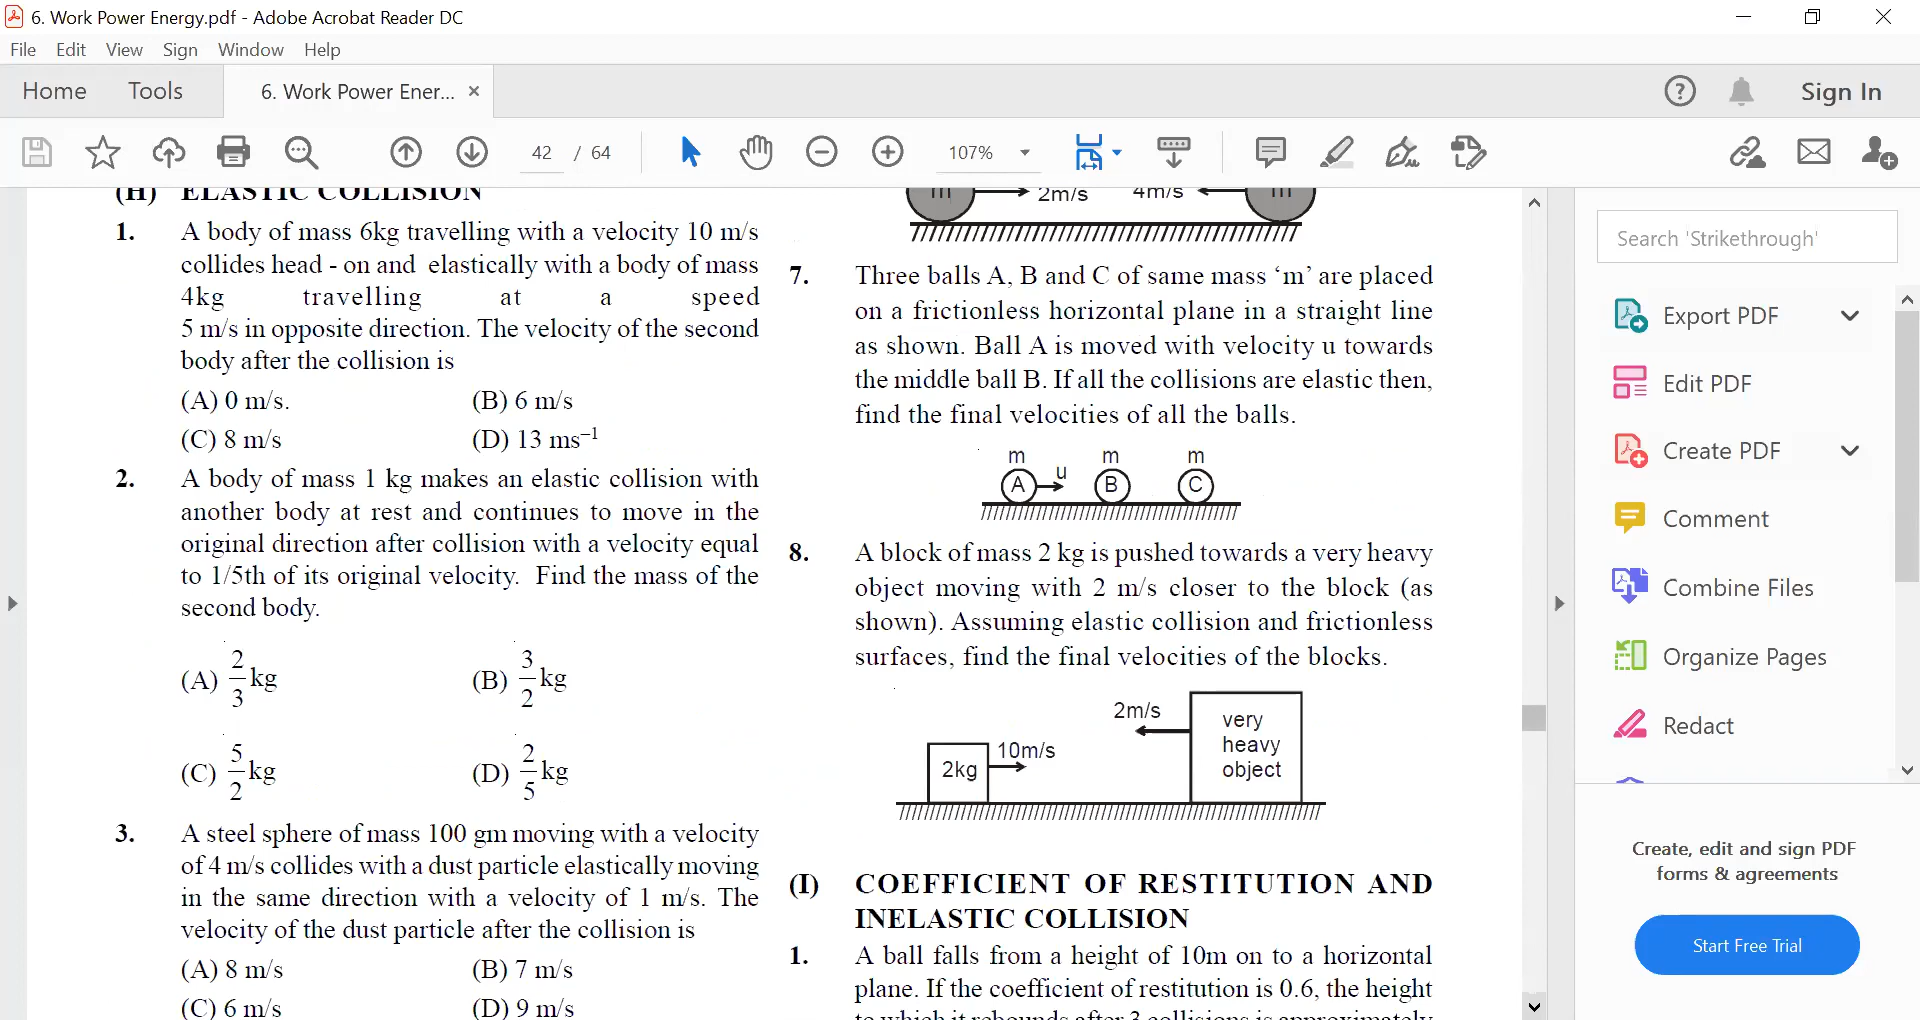 6. Work Power Energy.pdf - Adobe Acrobat Reader DC
File Edit View Sign Window Help
Home Tools 6. Work Power Ener... × Sign In
42 / 64 107%
(H) ELASTIC COLLISION
1. A body of mass 6kg travelling with a velocity 10 m/s
collides head - on and elastically with a body of mass
4kg travelling at a speed
5 m/s in opposite direction. The velocity of the second
body after the collision is
(A) 0 m/s. (B) 6 m/s
(C) 8 m/s (D) 13 ms⁻¹
2. A body of mass 1 kg makes an elastic collision with
another body at rest and continues to move in the
original direction after collision with a velocity equal
to 1/5th of its original velocity. Find the mass of the
second body.
(A) 2/3 kg (B) 3/2 kg
(C) 5/2 kg (D) 2/5 kg
3. A steel sphere of mass 100 gm moving with a velocity
of 4 m/s collides with a dust particle elastically moving
in the same direction with a velocity of 1 m/s. The
velocity of the dust particle after the collision is
(A) 8 m/s (B) 7 m/s
(C) 6 m/s (D) 9 m/s
m 2m/s 4m/s m
7. Three balls A, B and C of same mass ‘m’ are placed
on a frictionless horizontal plane in a straight line
as shown. Ball A is moved with velocity u towards
the middle ball B. If all the collisions are elastic then,
find the final velocities of all the balls.
m m m
A u B C
8. A block of mass 2 kg is pushed towards a very heavy
object moving with 2 m/s closer to the block (as
shown). Assuming elastic collision and frictionless
surfaces, find the final velocities of the blocks.
2m/s very
heavy
object
10m/s
2kg
(I) COEFFICIENT OF RESTITUTION AND
INELASTIC COLLISION
1. A ball falls from a height of 10m on to a horizontal
plane. If the coefficient of restitution is 0.6, the height
to which it rebounds after 3 collisions is approximately
Search 'Strikethrough'
Export PDF
Edit PDF
Create PDF
Comment
Combine Files
Organize Pages
Redact
Create, edit and sign PDF
forms & agreements
Start Free Trial